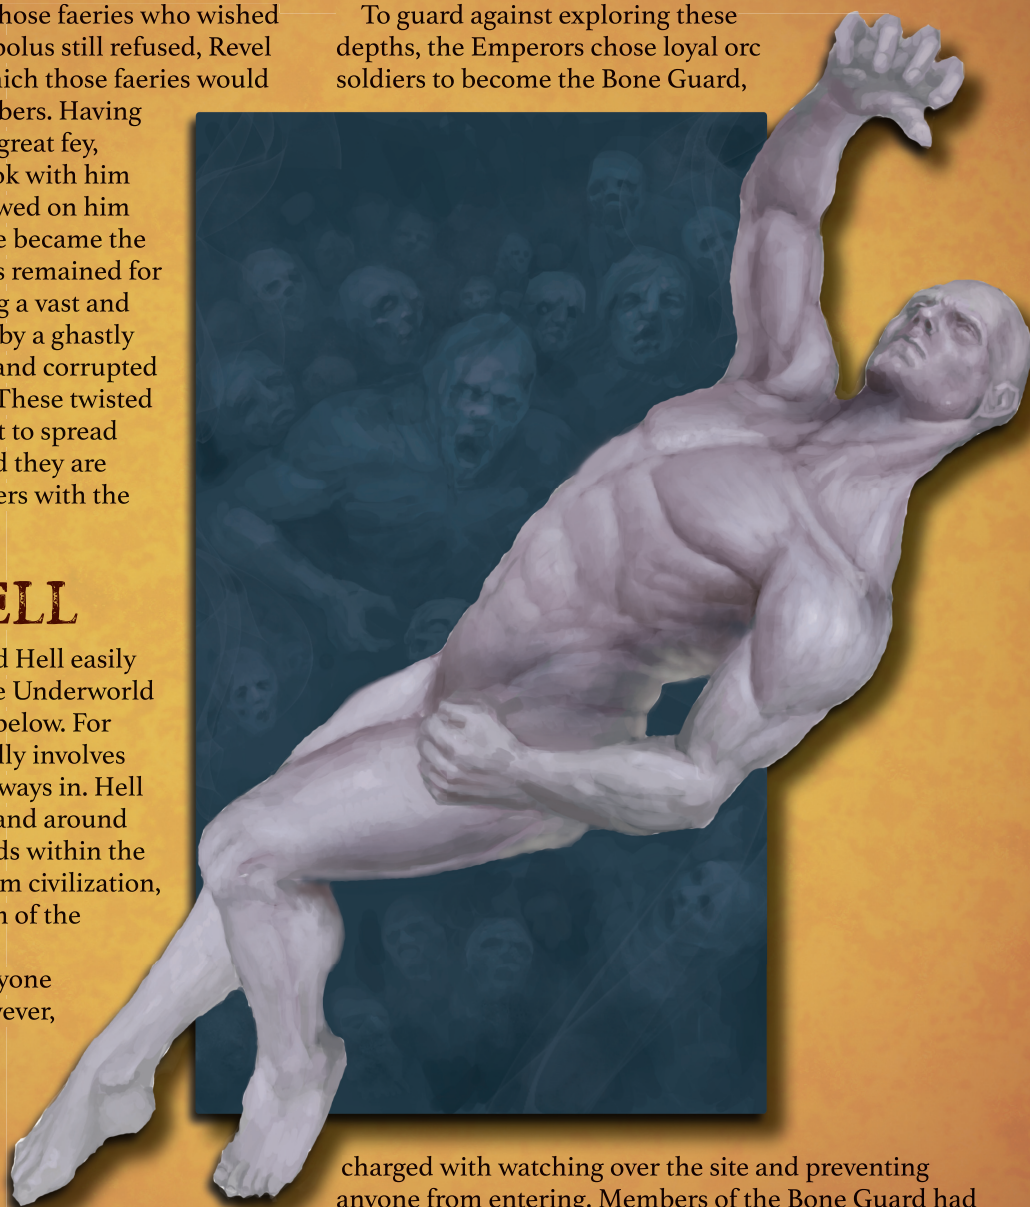 hose faeries who wished
polus still refused, Revel
hich those faeries would
bers. Having
great fey,
ok with him
wed on him
e became the
s remained for
g a vast and
by a ghastly
and corrupted
These twisted
t to spread
d they are
ers with the
ELL
d Hell easily
e Underworld
below. For
lly involves
ways in. Hell
and around
ds within the
m civilization,
n of the
yone
vever,
To guard against exploring these
depths, the Emperors chose loyal orc
soldiers to become the Bone Guard,
charged with watching over the site and preventing
anyone from entering. Members of the Bone Guard had